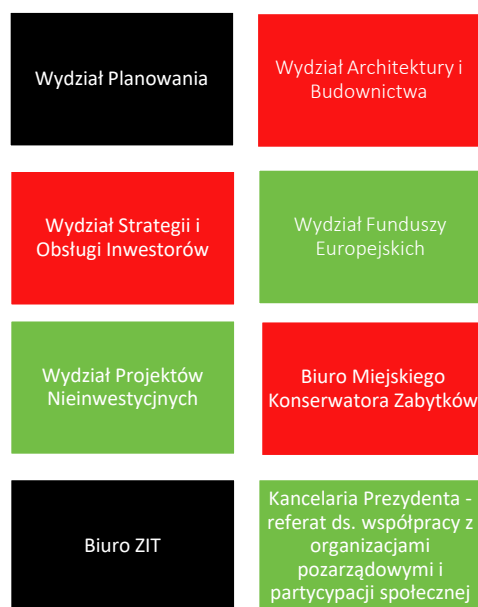 Wydział Planowania
Wydział Architektury i
Budownictwa
Wydział Strategii i
Obsługi Inwestorów
Wydział Funduszy
Europejskich
Wydział Projektów
Nieinwestycjnych
Biuro Miejskiego
Konserwatora Zabytków
Biuro ZIT
Kancelaria Prezydenta -
referat ds. współpracy z
organizacjami
pozarządowymi i
partycypacji społecznej